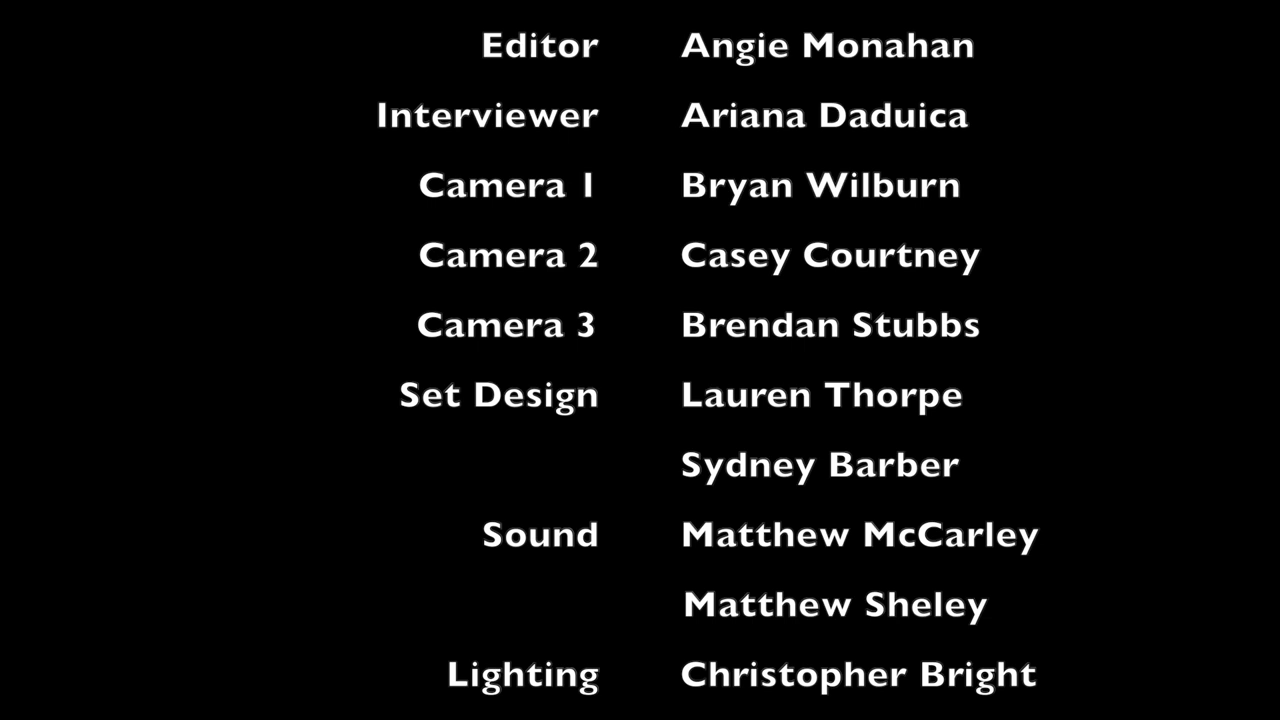 Editor Angie Monahan
Interviewer Ariana Daduica
Camera 1 Bryan Wilburn
Camera 2 Casey Courtney
Camera 3 Brendan Stubbs
Set Design Lauren Thorpe
Sydney Barber
Sound Matthew McCarley
Matthew Sheley
Lighting Christopher Bright